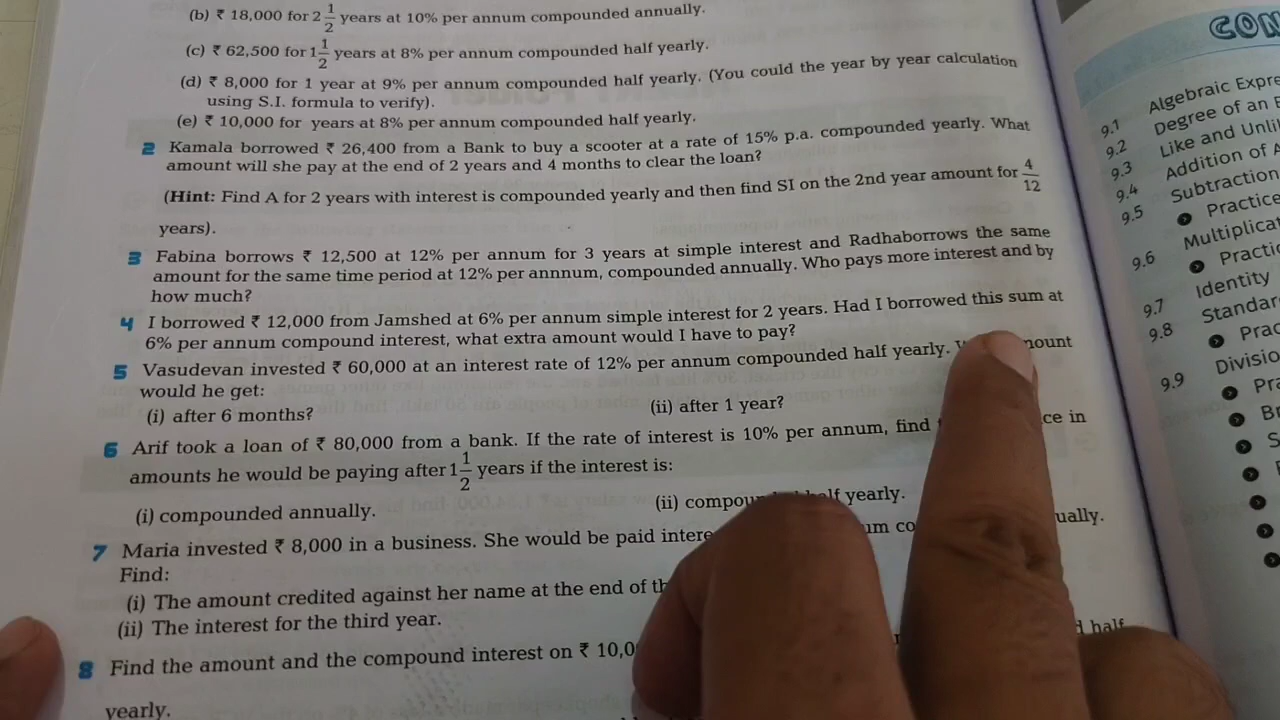 (b) ₹ 18,000 for 2 1/2 years at 10% per annum compounded annually.
(c) ₹ 62,500 for 1 1/2 years at 8% per annum compounded half yearly.
(d) ₹ 8,000 for 1 year at 9% per annum compounded half yearly. (You could the year by year calculation
using S.I. formula to verify).
(e) ₹ 10,000 for years at 8% per annum compounded half yearly.
2 Kamala borrowed ₹ 26,400 from a Bank to buy a scooter at a rate of 15% p.a. compounded yearly. What
amount will she pay at the end of 2 years and 4 months to clear the loan?
(Hint: Find A for 2 years with interest is compounded yearly and then find SI on the 2nd year amount for 4/12
years).
3 Fabina borrows ₹ 12,500 at 12% per annum for 3 years at simple interest and Radhaborrows the same
amount for the same time period at 12% per annnum, compounded annually. Who pays more interest and by
how much?
4 I borrowed ₹ 12,000 from Jamshed at 6% per annum simple interest for 2 years. Had I borrowed this sum at
6% per annum compound interest, what extra amount would I have to pay?
5 Vasudevan invested ₹ 60,000 at an interest rate of 12% per annum compounded half yearly.
would he get:
(i) after 6 months?
(ii) after 1 year?
6 Arif took a loan of ₹ 80,000 from a bank. If the rate of interest is 10% per annum, find
amounts he would be paying after 1 1/2 years if the interest is:
(i) compounded annually.
(ii) half yearly.
7 Maria invested ₹ 8,000 in a business. She would be paid
Find:
(i) The amount credited against her name at the end of
(ii) The interest for the third year.
8 Find the amount and the compound interest on ₹
half
yearly.
9.1 Algebraic
9.2 Degree of an
9.3 Like and
9.4 Addition of
9.5 Subtraction
Practice
9.6
9.7 Identity
9.8
9.9